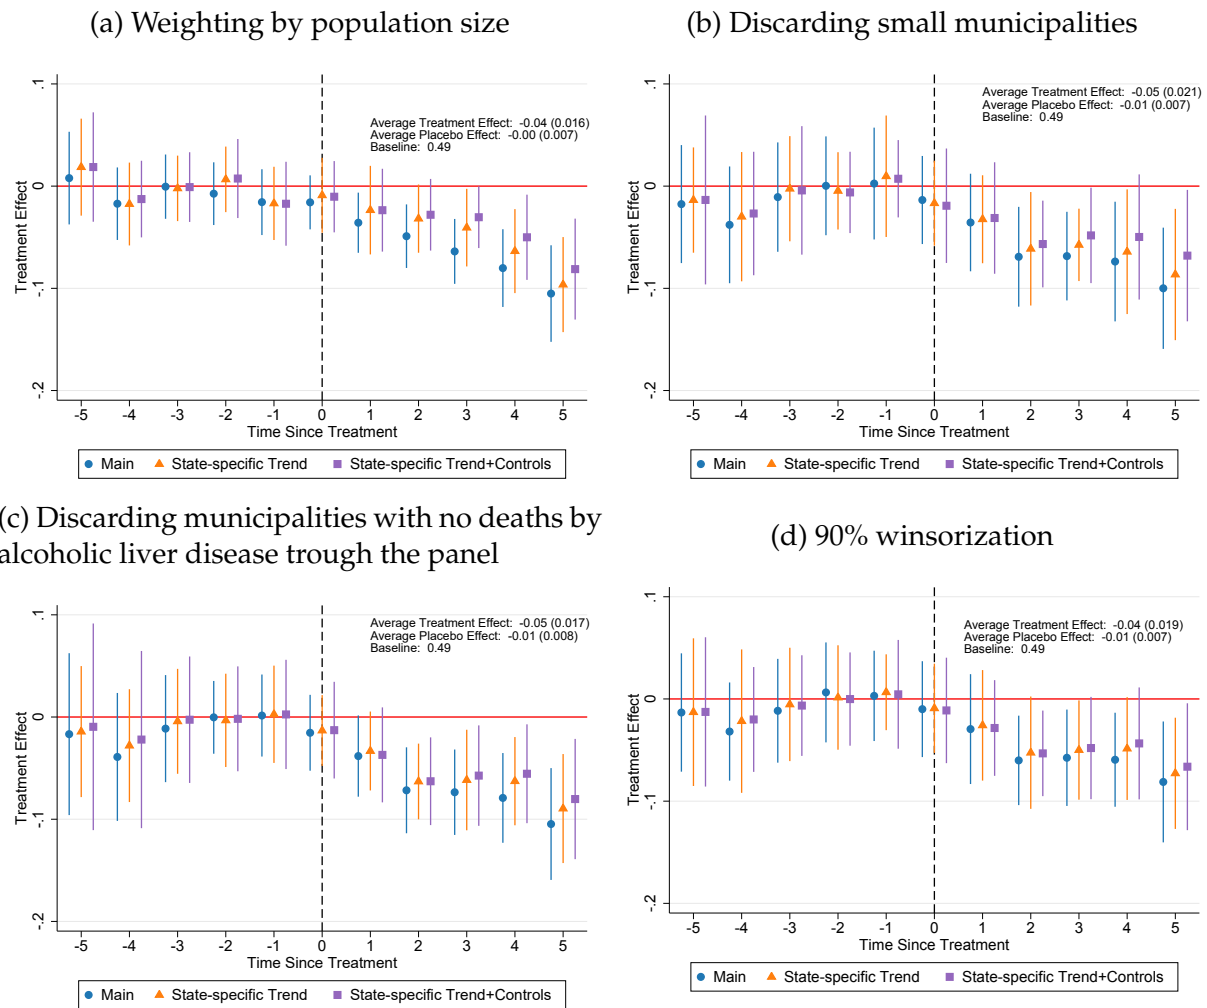 (a) Weighting by population size
.1
0
-.1
-.2
Treatment Effect
Average Treatment Effect: -0.04 (0.016)
Average Placebo Effect: -0.00 (0.007)
Baseline: 0.49
-5 -4 -3 -2 -1 0 1 2 3 4 5
Time Since Treatment
Main State-specific Trend State-specific Trend+Controls
(b) Discarding small municipalities
.1
0
-.1
-.2
Treatment Effect
Average Treatment Effect: -0.05 (0.021)
Average Placebo Effect: -0.01 (0.007)
Baseline: 0.49
-5 -4 -3 -2 -1 0 1 2 3 4 5
Time Since Treatment
Main State-specific Trend State-specific Trend+Controls
(c) Discarding municipalities with no deaths by
alcoholic liver disease trough the panel
.1
0
-.1
-.2
Treatment Effect
Average Treatment Effect: -0.05 (0.017)
Average Placebo Effect: -0.01 (0.008)
Baseline: 0.49
-5 -4 -3 -2 -1 0 1 2 3 4 5
Time Since Treatment
Main State-specific Trend State-specific Trend+Controls
(d) 90% winsorization
.1
0
-.1
-.2
Treatment Effect
Average Treatment Effect: -0.04 (0.019)
Average Placebo Effect: -0.01 (0.007)
Baseline: 0.49
-5 -4 -3 -2 -1 0 1 2 3 4 5
Time Since Treatment
Main State-specific Trend State-specific Trend+Controls